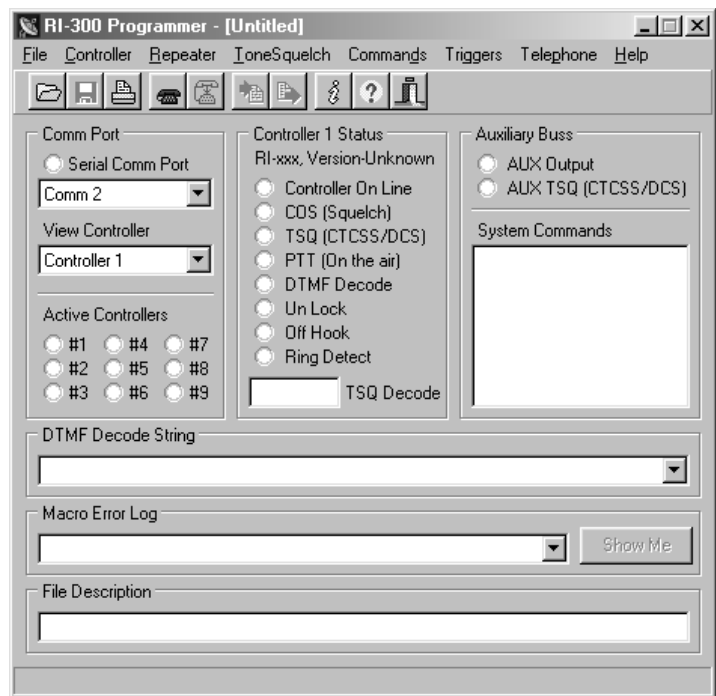 RI-300 Programmer - [Untitled]
File Controller Repeater ToneSquelch Commands Triggers Telephone Help
Comm Port
Serial Comm Port
Comm 2
View Controller
Controller 1
Active Controllers
#1 #4 #7
#2 #5 #8
#3 #6 #9
Controller 1 Status
RI-xxx, Version-Unknown
Controller On Line
COS (Squelch)
TSQ (CTCSS/DCS)
PTT (On the air)
DTMF Decode
Un Lock
Off Hook
Ring Detect
TSQ Decode
Auxiliary Buss
AUX Output
AUX TSQ (CTCSS/DCS)
System Commands
DTMF Decode String
Macro Error Log
Show Me
File Description